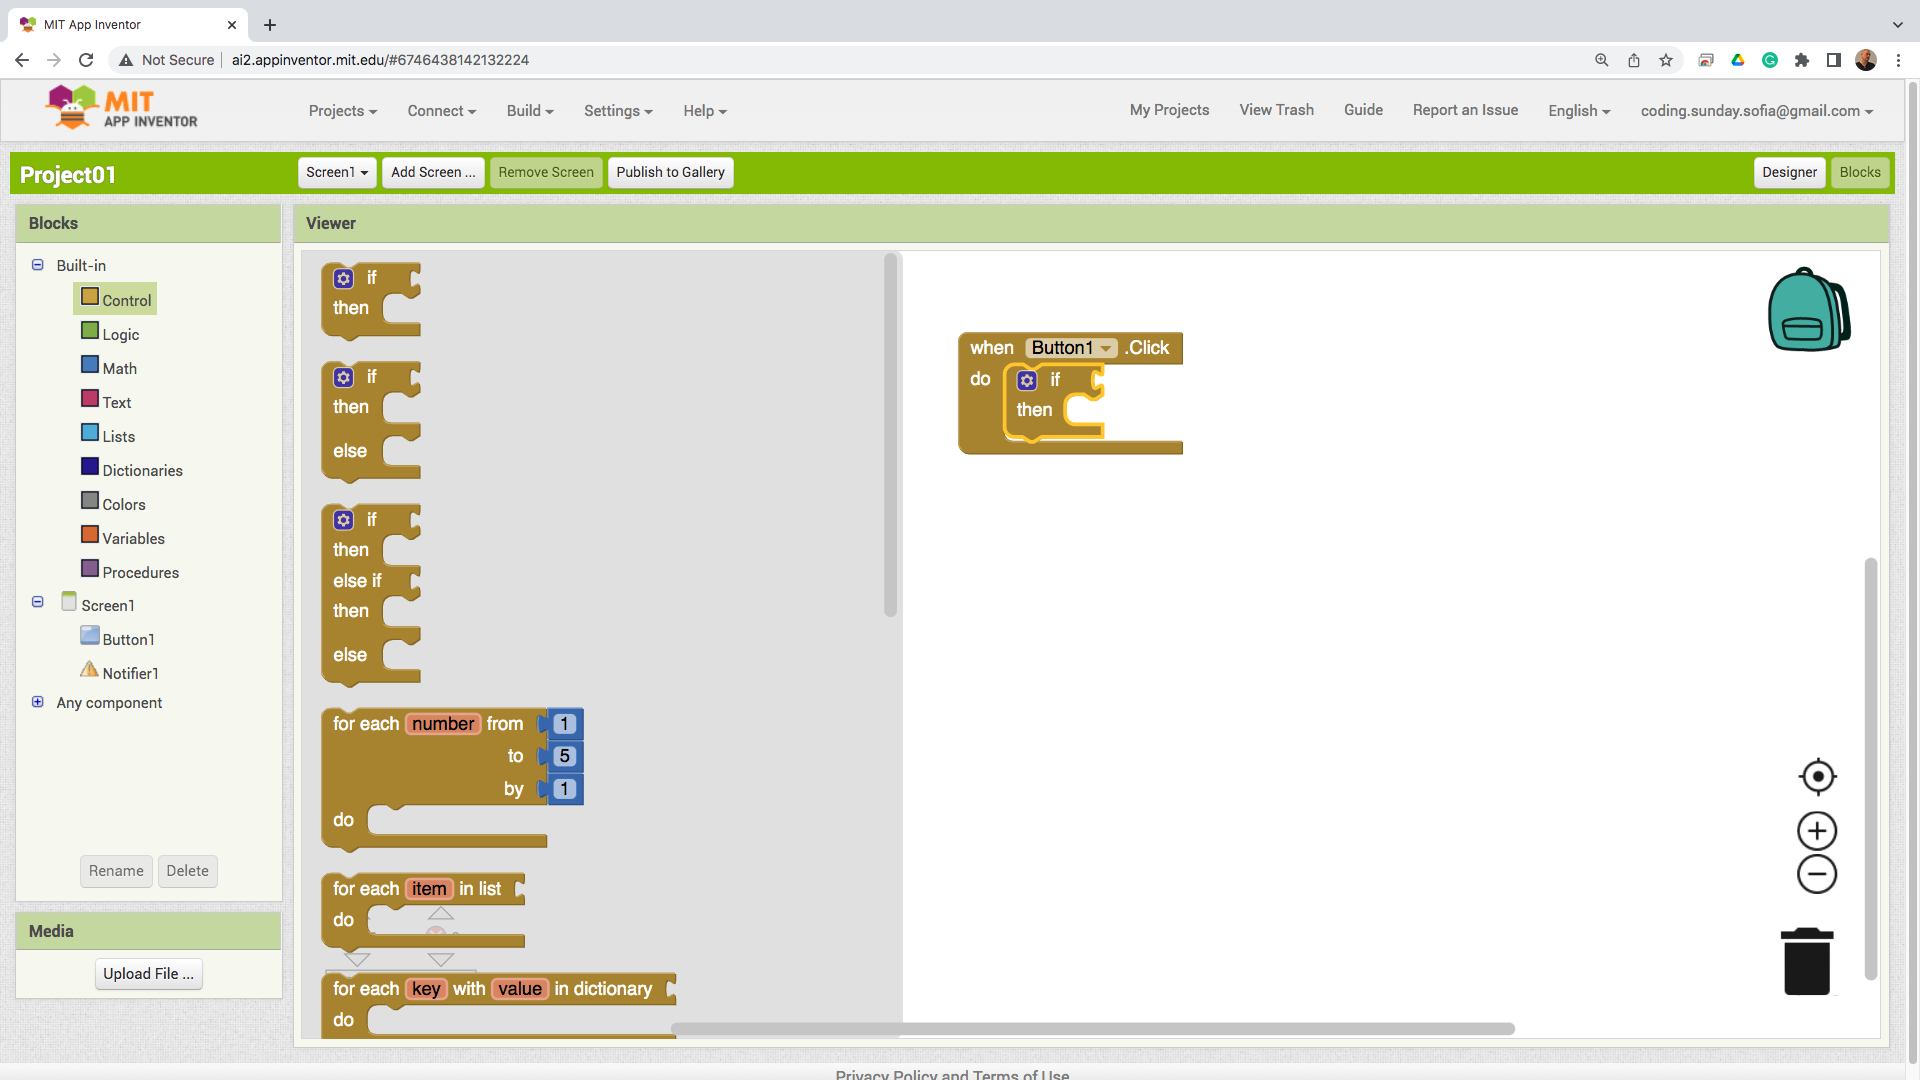 MIT App Inventor
Not Secure
ai2.appinventor.mit.edu/#6746438142132224
MIT
APP INVENTOR
Projects
Connect
Build
Settings
Help
My Projects
View Trash
Guide
Report an Issue
English
coding.sunday.sofia@gmail.com
Project01
Screen1
Add Screen ...
Remove Screen
Publish to Gallery
Designer
Blocks
Blocks
Built-in
Control
Logic
Math
Text
Lists
Dictionaries
Colors
Variables
Procedures
Screen1
Button1
Notifier1
Any component
Rename
Delete
Media
Upload File ...
Viewer
if
then
if
then
else
if
then
else if
then
else
for each number from 1
to 5
by 1
do
for each item in list
do
for each key with value in dictionary
do
when Button1 .Click
do if
then
Privacy Policy and Terms of Use